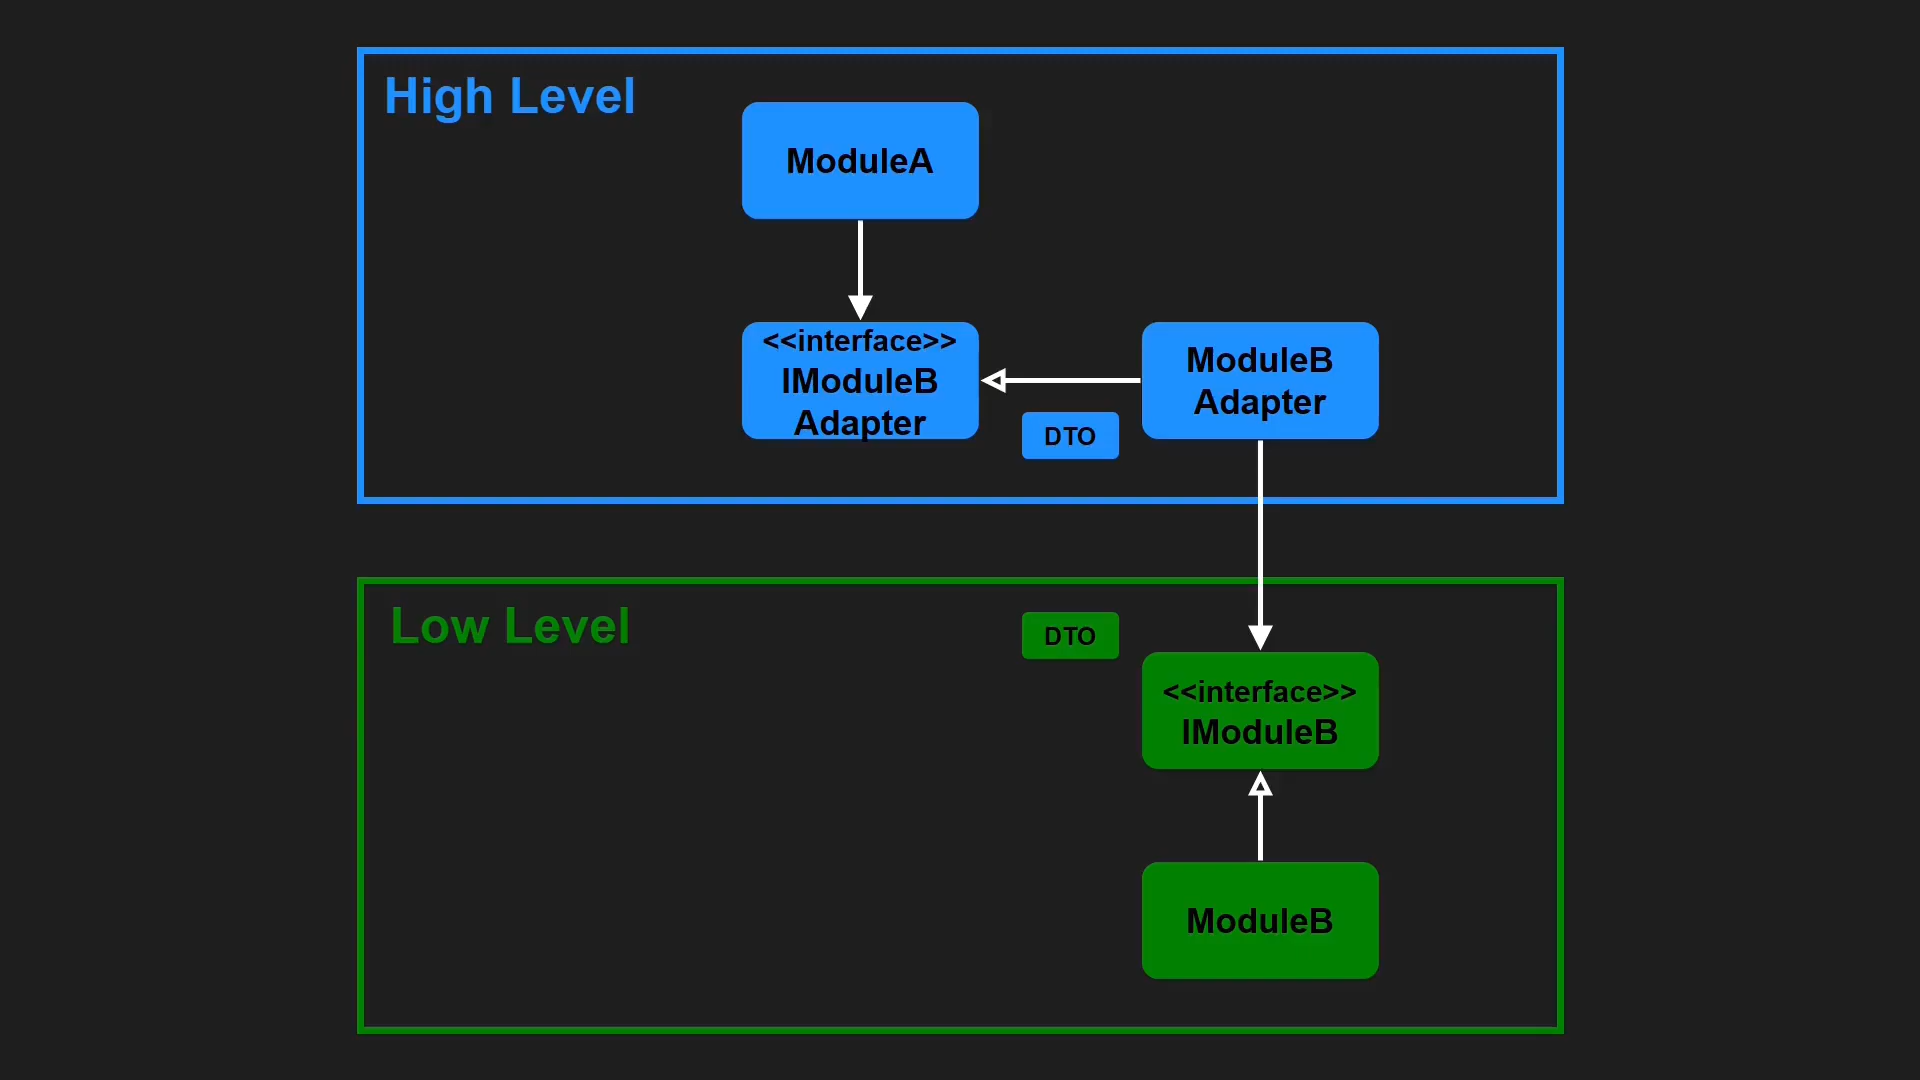 High Level
ModuleA
<<interface>>
IModuleB
Adapter
ModuleB
Adapter
DTO
Low Level
DTO
<<interface>>
IModuleB
ModuleB